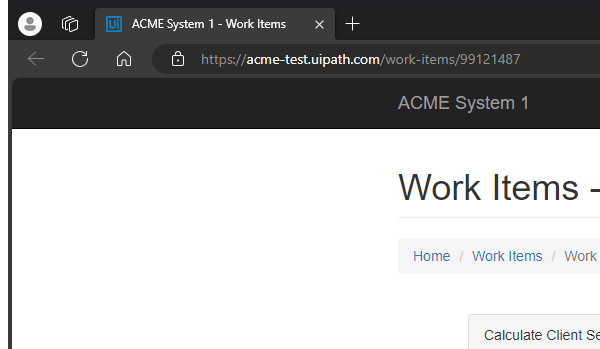 Ui ACME System 1 - Work Items
https://acme-test.uipath.com/work-items/99121487
ACME System 1
Work Items -
Home / Work Items / Work
Calculate Client Se